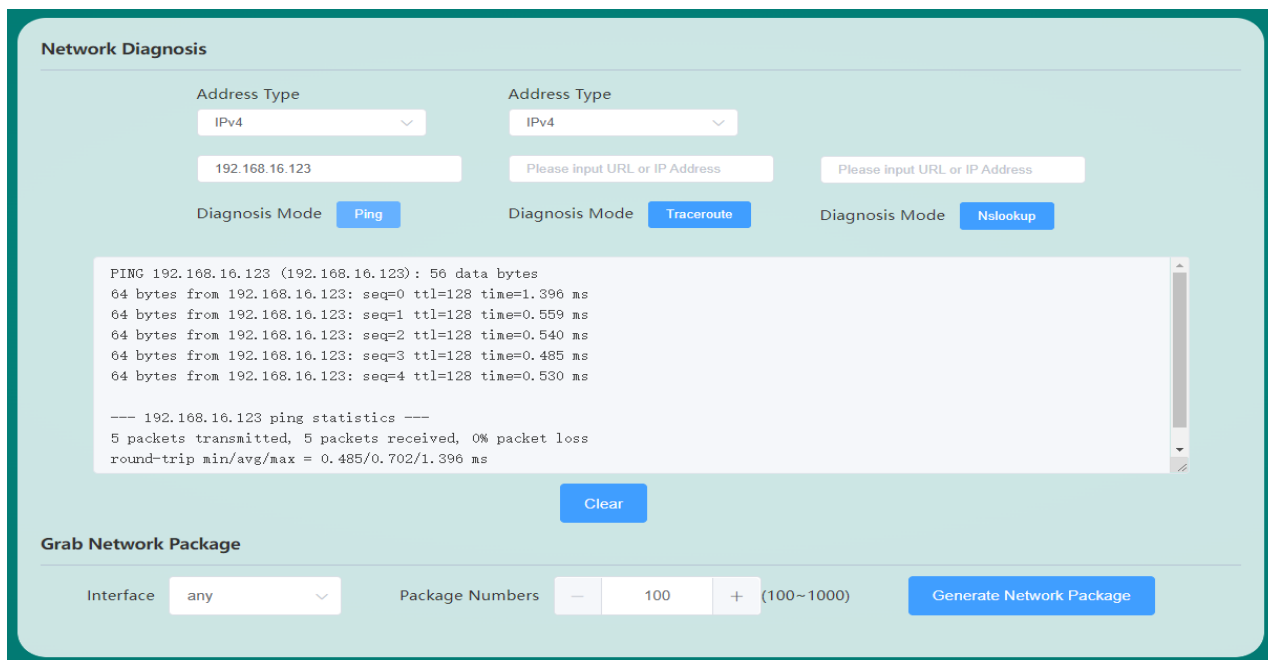 Network Diagnosis
Address Type Address Type
IPv4 IPv4
192.168.16.123 Please input URL or IP Address Please input URL or IP Address
Diagnosis Mode Ping Diagnosis Mode Traceroute Diagnosis Mode Nslookup
PING 192.168.16.123 (192.168.16.123): 56 data bytes
64 bytes from 192.168.16.123: seq=0 ttl=128 time=1.396 ms
64 bytes from 192.168.16.123: seq=1 ttl=128 time=0.559 ms
64 bytes from 192.168.16.123: seq=2 ttl=128 time=0.540 ms
64 bytes from 192.168.16.123: seq=3 ttl=128 time=0.485 ms
64 bytes from 192.168.16.123: seq=4 ttl=128 time=0.530 ms
--- 192.168.16.123 ping statistics ---
5 packets transmitted, 5 packets received, 0% packet loss
round-trip min/avg/max = 0.485/0.702/1.396 ms
Clear
Grab Network Package
Interface any Package Numbers − 100 + (100~1000) Generate Network Package